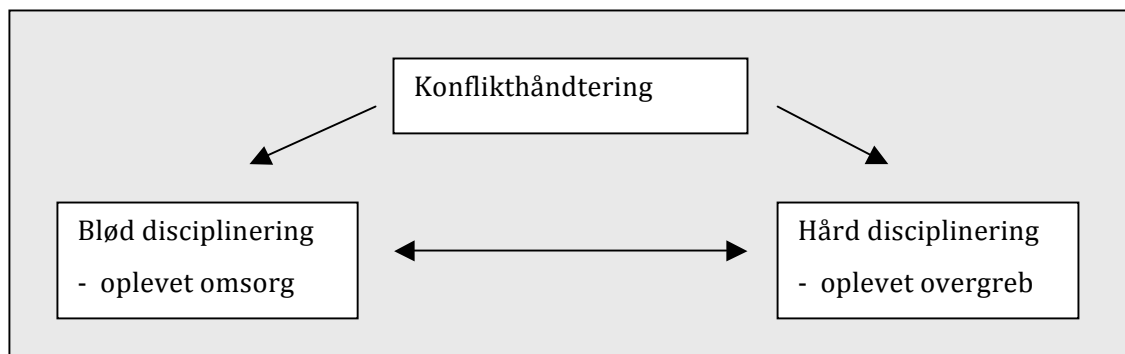 Konflikthåndtering
Blød disciplinering
- oplevet omsorg
Hård disciplinering
- oplevet overgreb